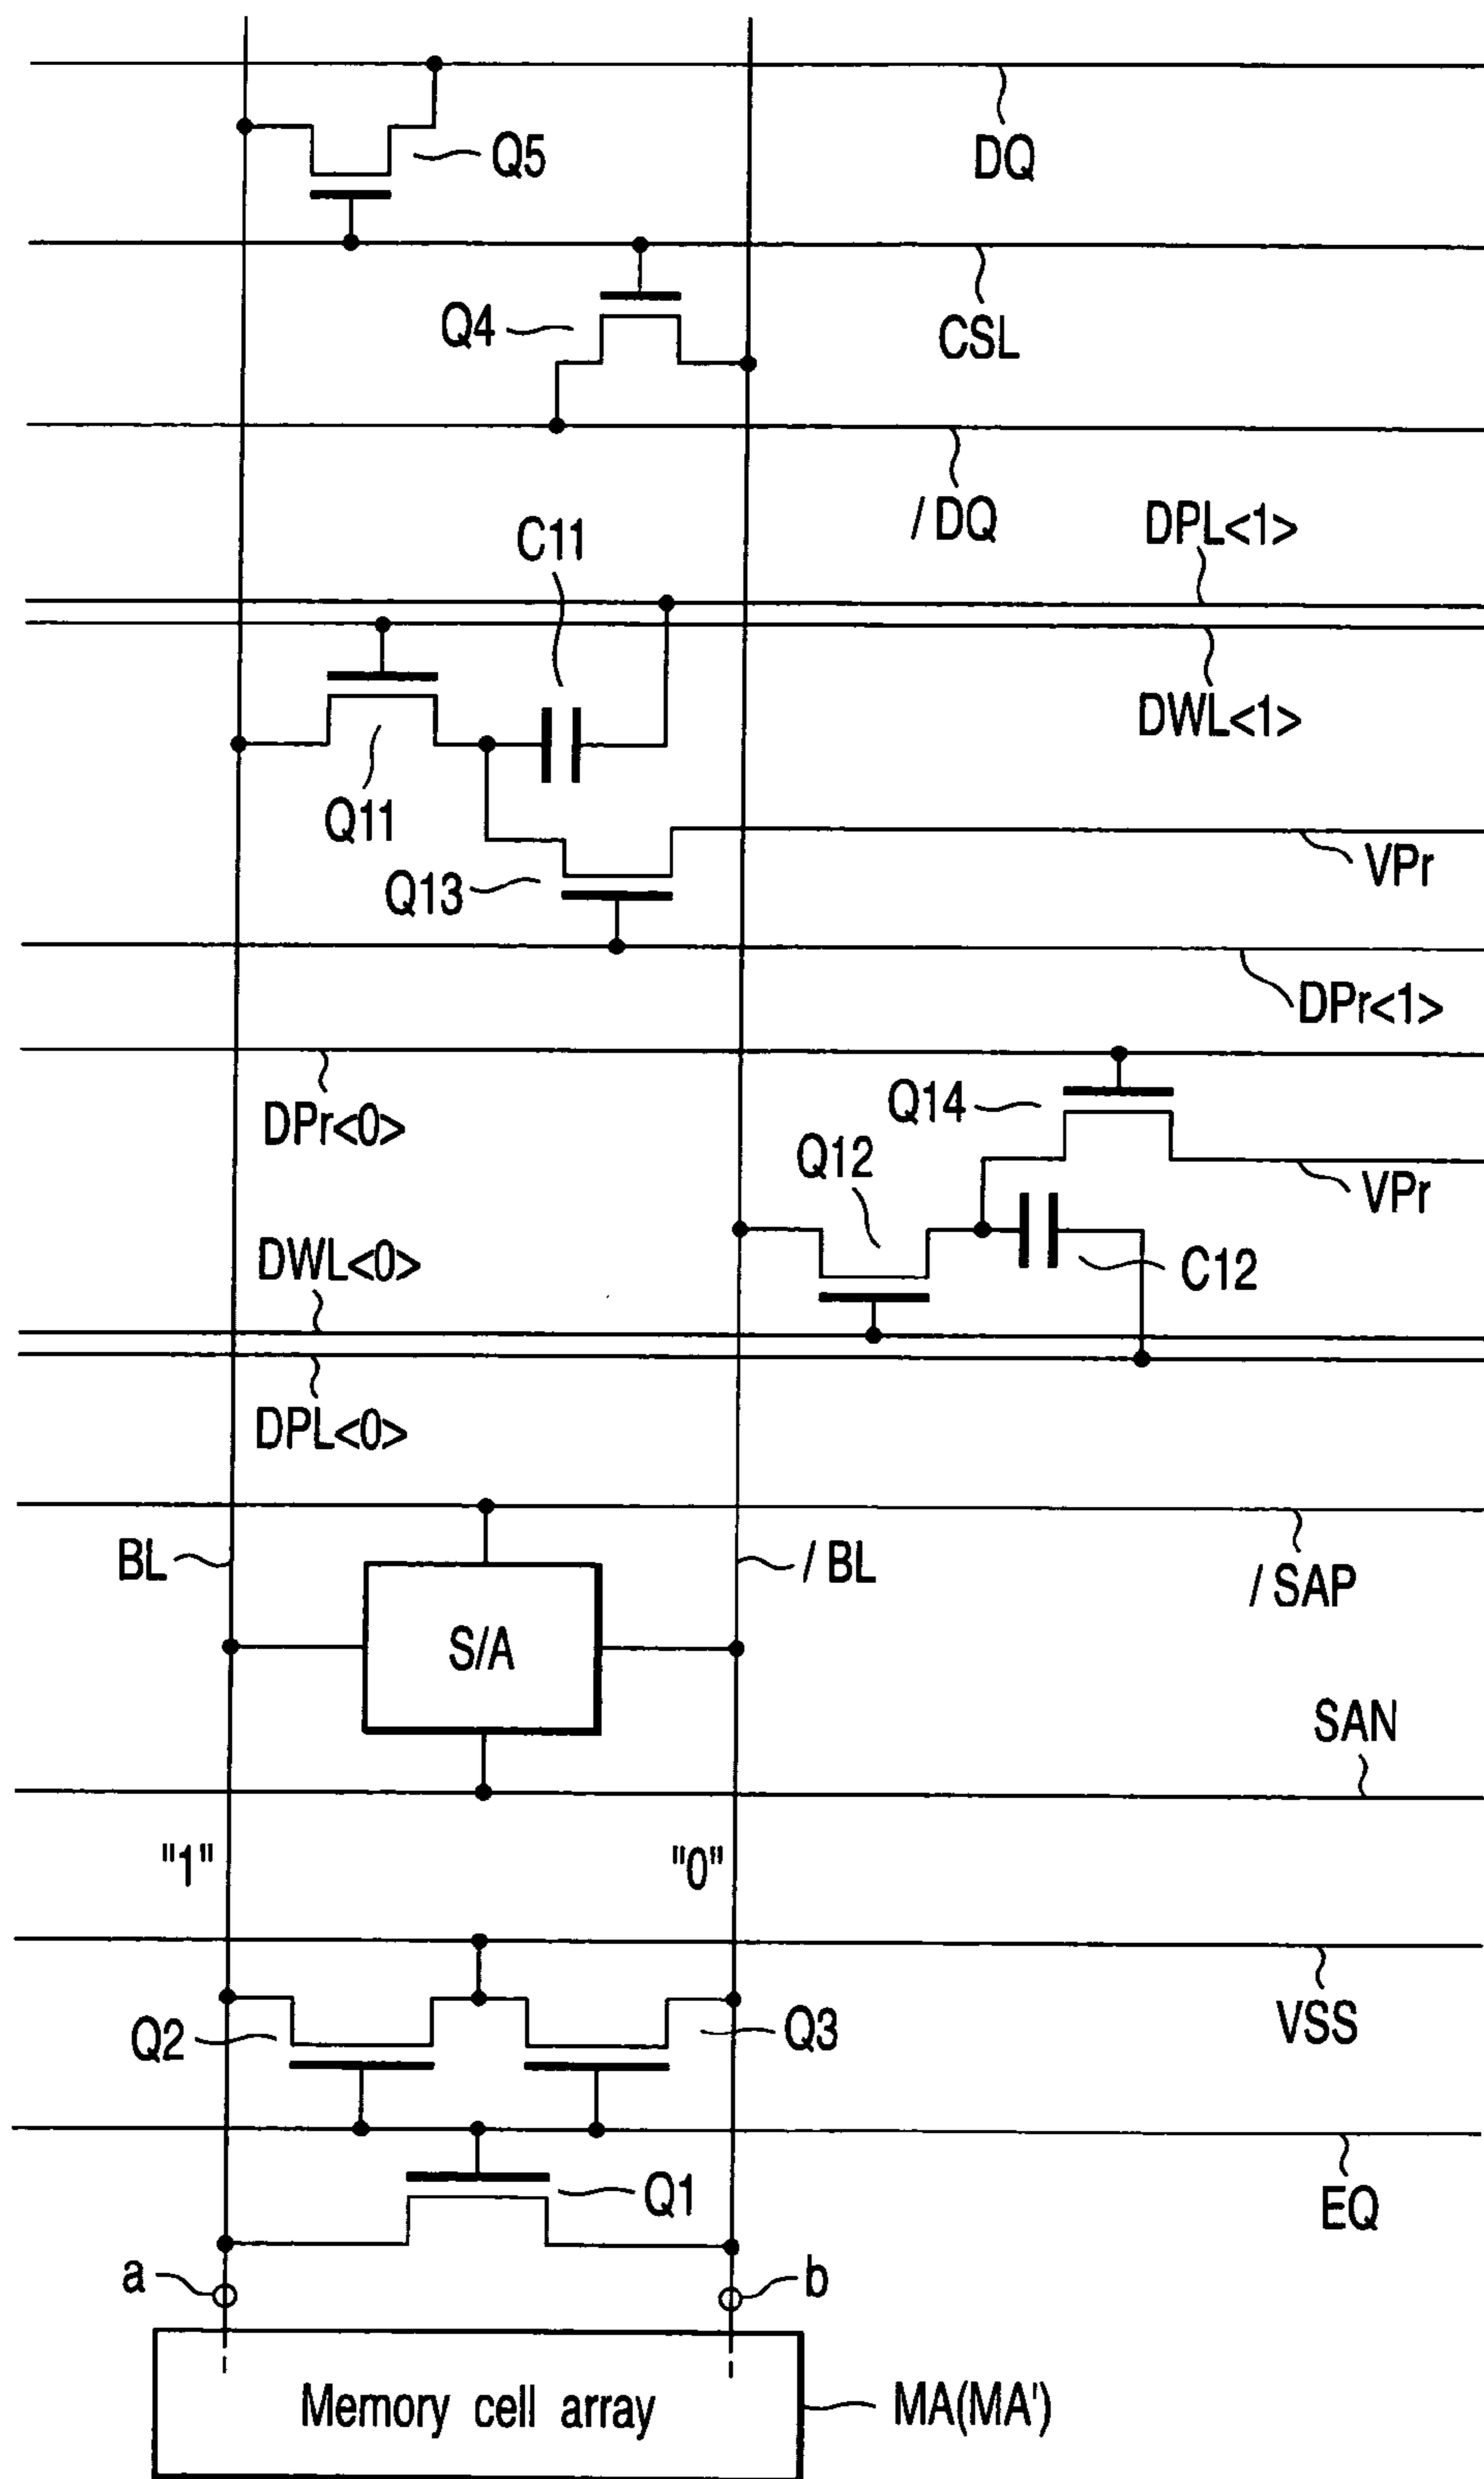 Q5
DQ
Q4
CSL
/DQ
C11
DPL<1>
DWL<1>
Q11
Q13
VPr
DPr<1>
DPr<0>
Q14
Q12
VPr
DWL<0>
C12
DPL<0>
BL
/BL
/SAP
S/A
SAN
"1"
"0"
Q2
Q3
VSS
Q1
EQ
a
b
Memory cell array
MA(MA')